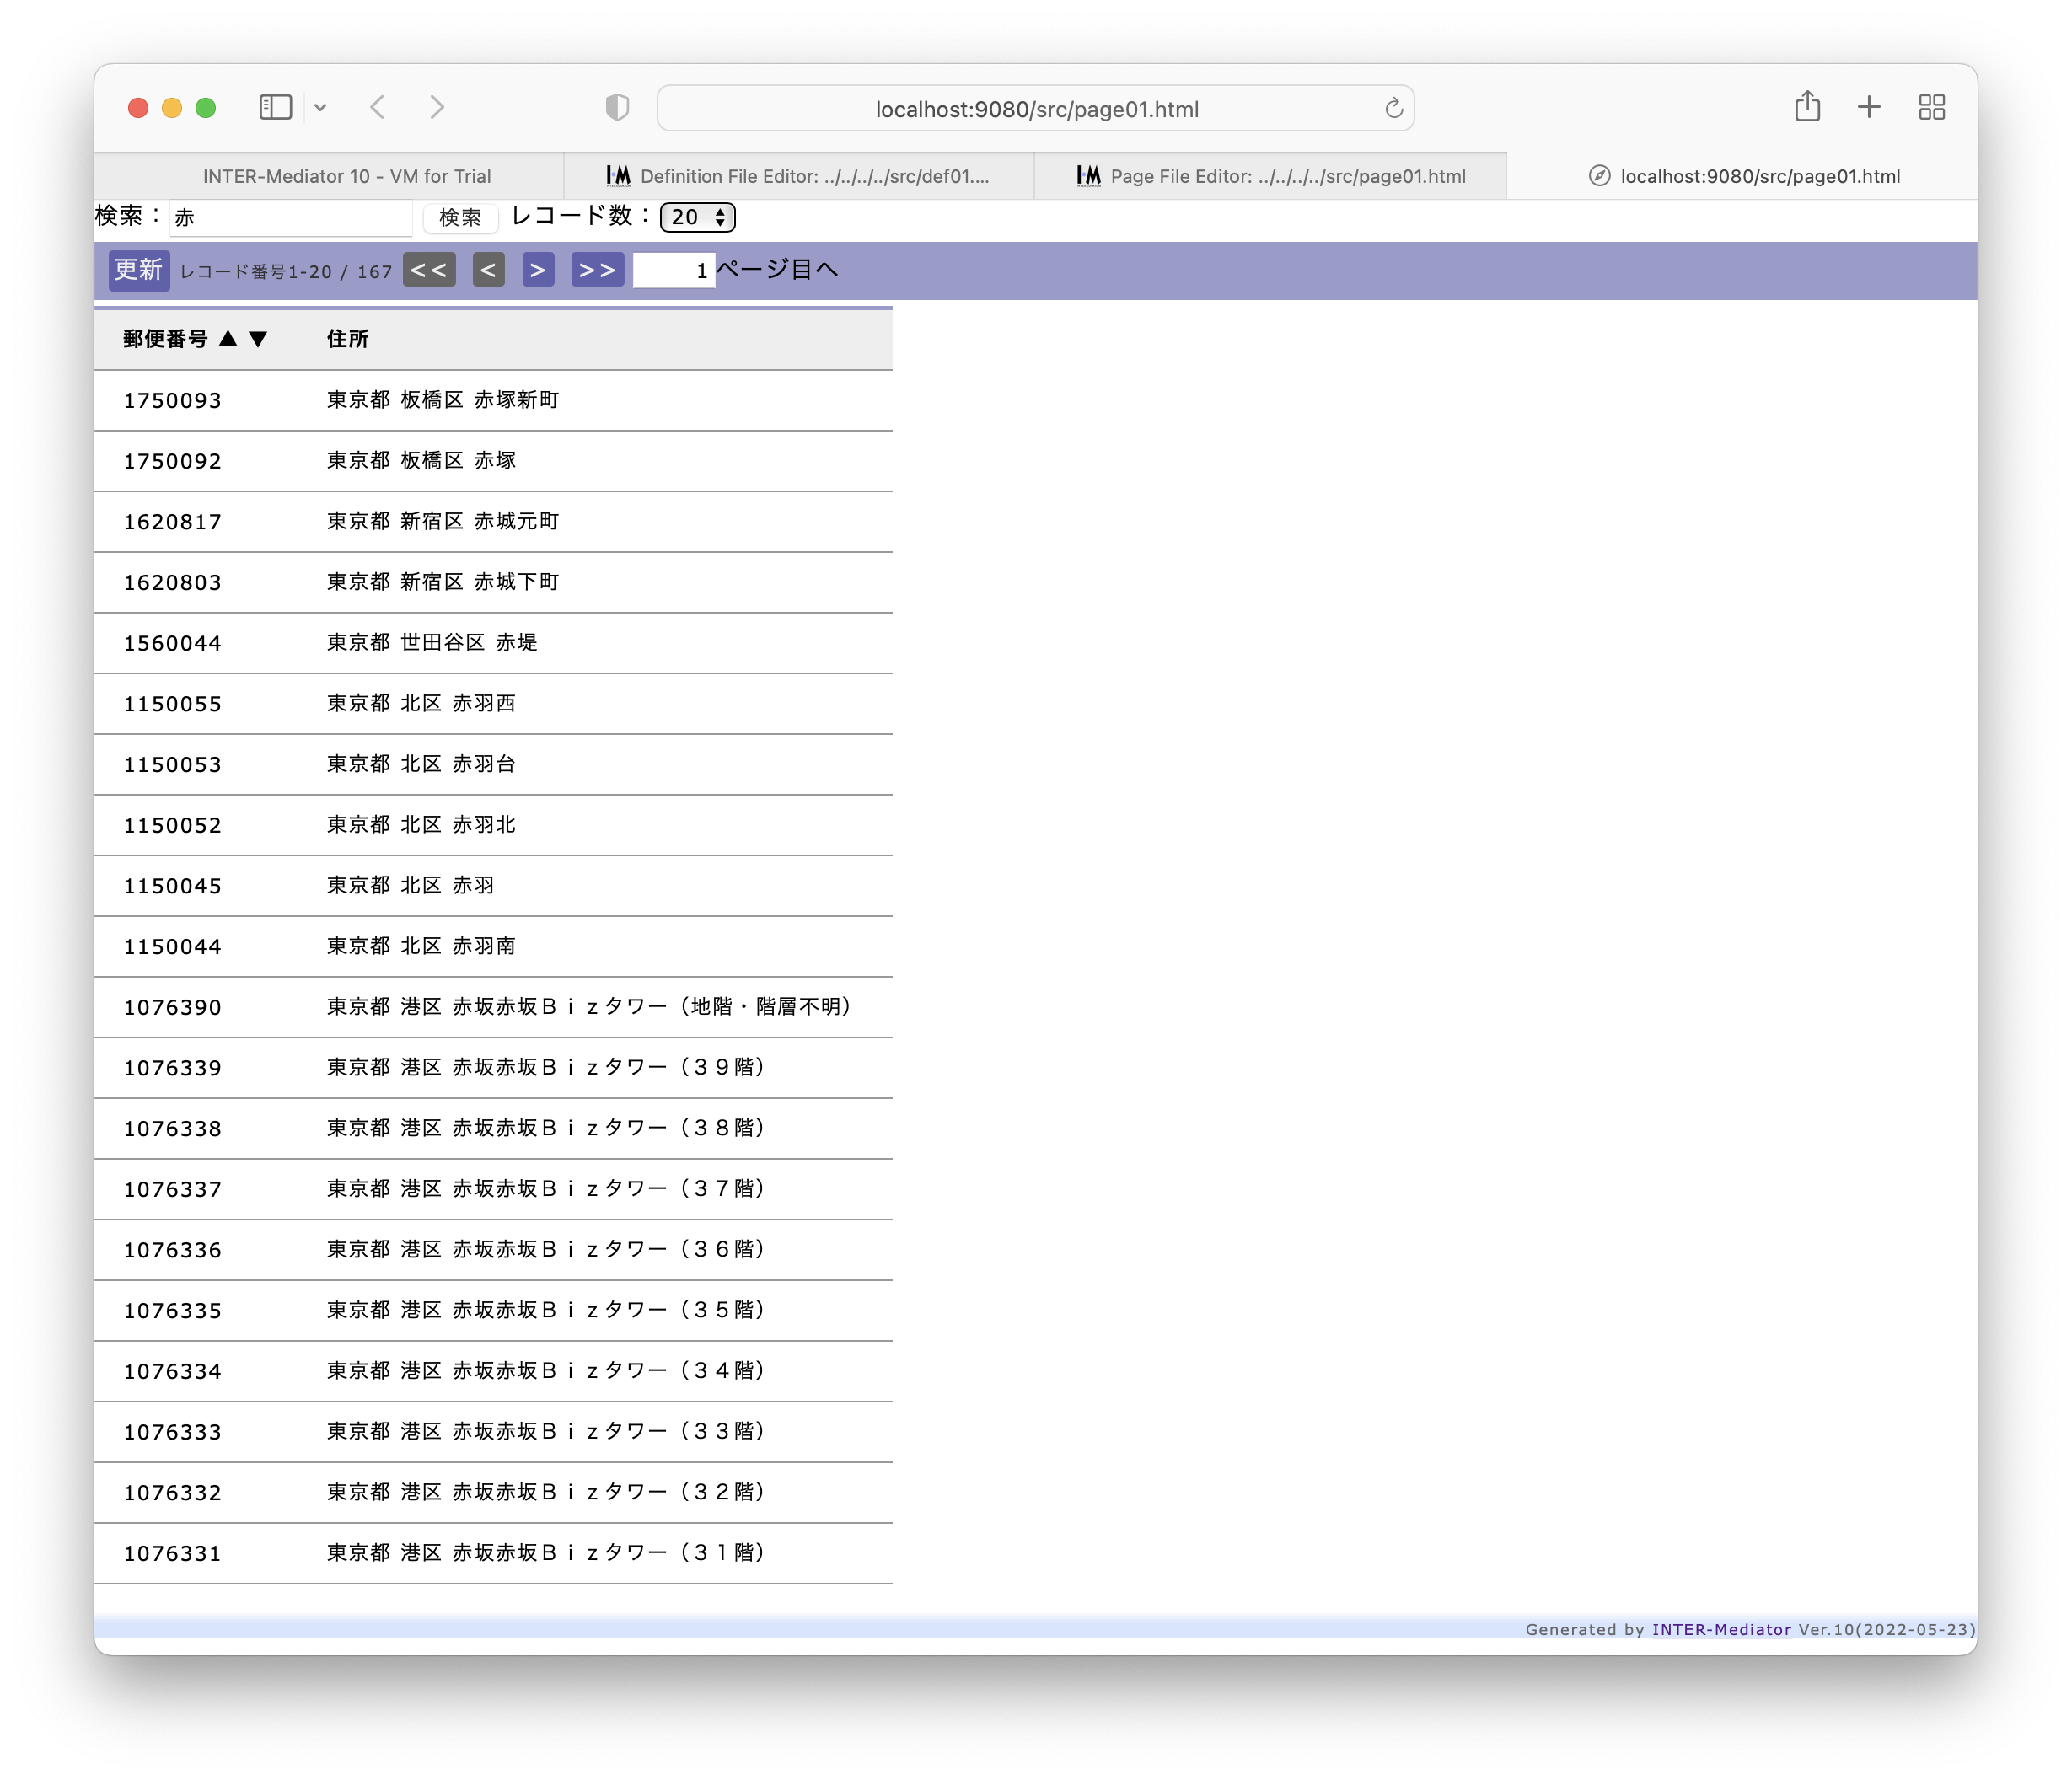 localhost:9080/src/page01.html
INTER-Mediator 10 - VM for Trial
Definition File Editor: ../../../../src/def01....
Page File Editor: ../../../../src/page01.html
localhost:9080/src/page01.html
検索： 赤 検索 レコード数： 20
更新 レコード番号1-20 / 167 << < > >> 1 ページ目へ
郵便番号 ▲ ▼ 住所
1750093 東京都 板橋区 赤塚新町
1750092 東京都 板橋区 赤塚
1620817 東京都 新宿区 赤城元町
1620803 東京都 新宿区 赤城下町
1560044 東京都 世田谷区 赤堤
1150055 東京都 北区 赤羽西
1150053 東京都 北区 赤羽台
1150052 東京都 北区 赤羽北
1150045 東京都 北区 赤羽
1150044 東京都 北区 赤羽南
1076390 東京都 港区 赤坂赤坂Ｂｉｚタワー（地階・階層不明）
1076339 東京都 港区 赤坂赤坂Ｂｉｚタワー（３９階）
1076338 東京都 港区 赤坂赤坂Ｂｉｚタワー（３８階）
1076337 東京都 港区 赤坂赤坂Ｂｉｚタワー（３７階）
1076336 東京都 港区 赤坂赤坂Ｂｉｚタワー（３６階）
1076335 東京都 港区 赤坂赤坂Ｂｉｚタワー（３５階）
1076334 東京都 港区 赤坂赤坂Ｂｉｚタワー（３４階）
1076333 東京都 港区 赤坂赤坂Ｂｉｚタワー（３３階）
1076332 東京都 港区 赤坂赤坂Ｂｉｚタワー（３２階）
1076331 東京都 港区 赤坂赤坂Ｂｉｚタワー（３１階）
Generated by INTER-Mediator Ver.10(2022-05-23)